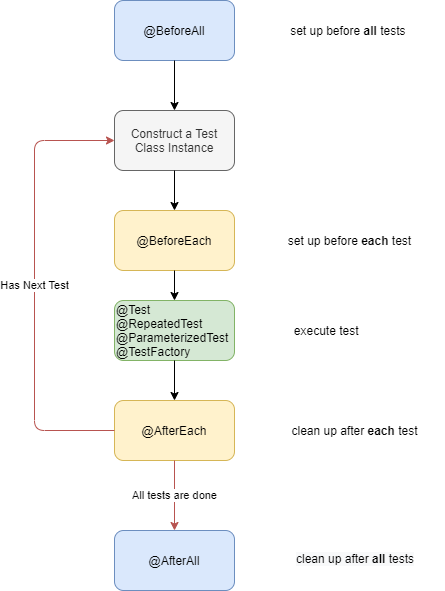 @BeforeAll
set up before all tests
Construct a Test
Class Instance
@BeforeEach
set up before each test
Has Next Test
@Test
@RepeatedTest
@ParameterizedTest
@TestFactory
execute test
@AfterEach
clean up after each test
All tests are done
@AfterAll
clean up after all tests